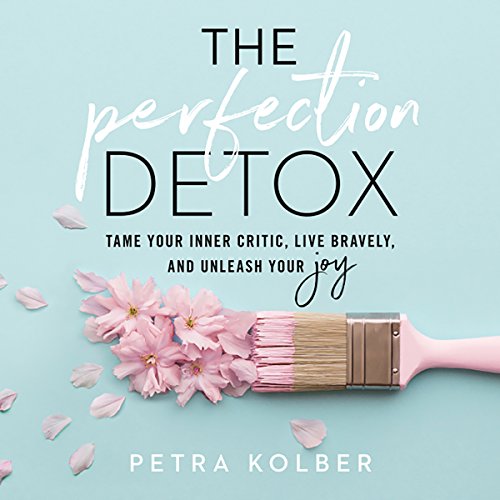 THE
perfection
DETOX
TAME YOUR INNER CRITIC, LIVE BRAVELY,
AND UNLEASH YOUR joy
PETRA KOLBER